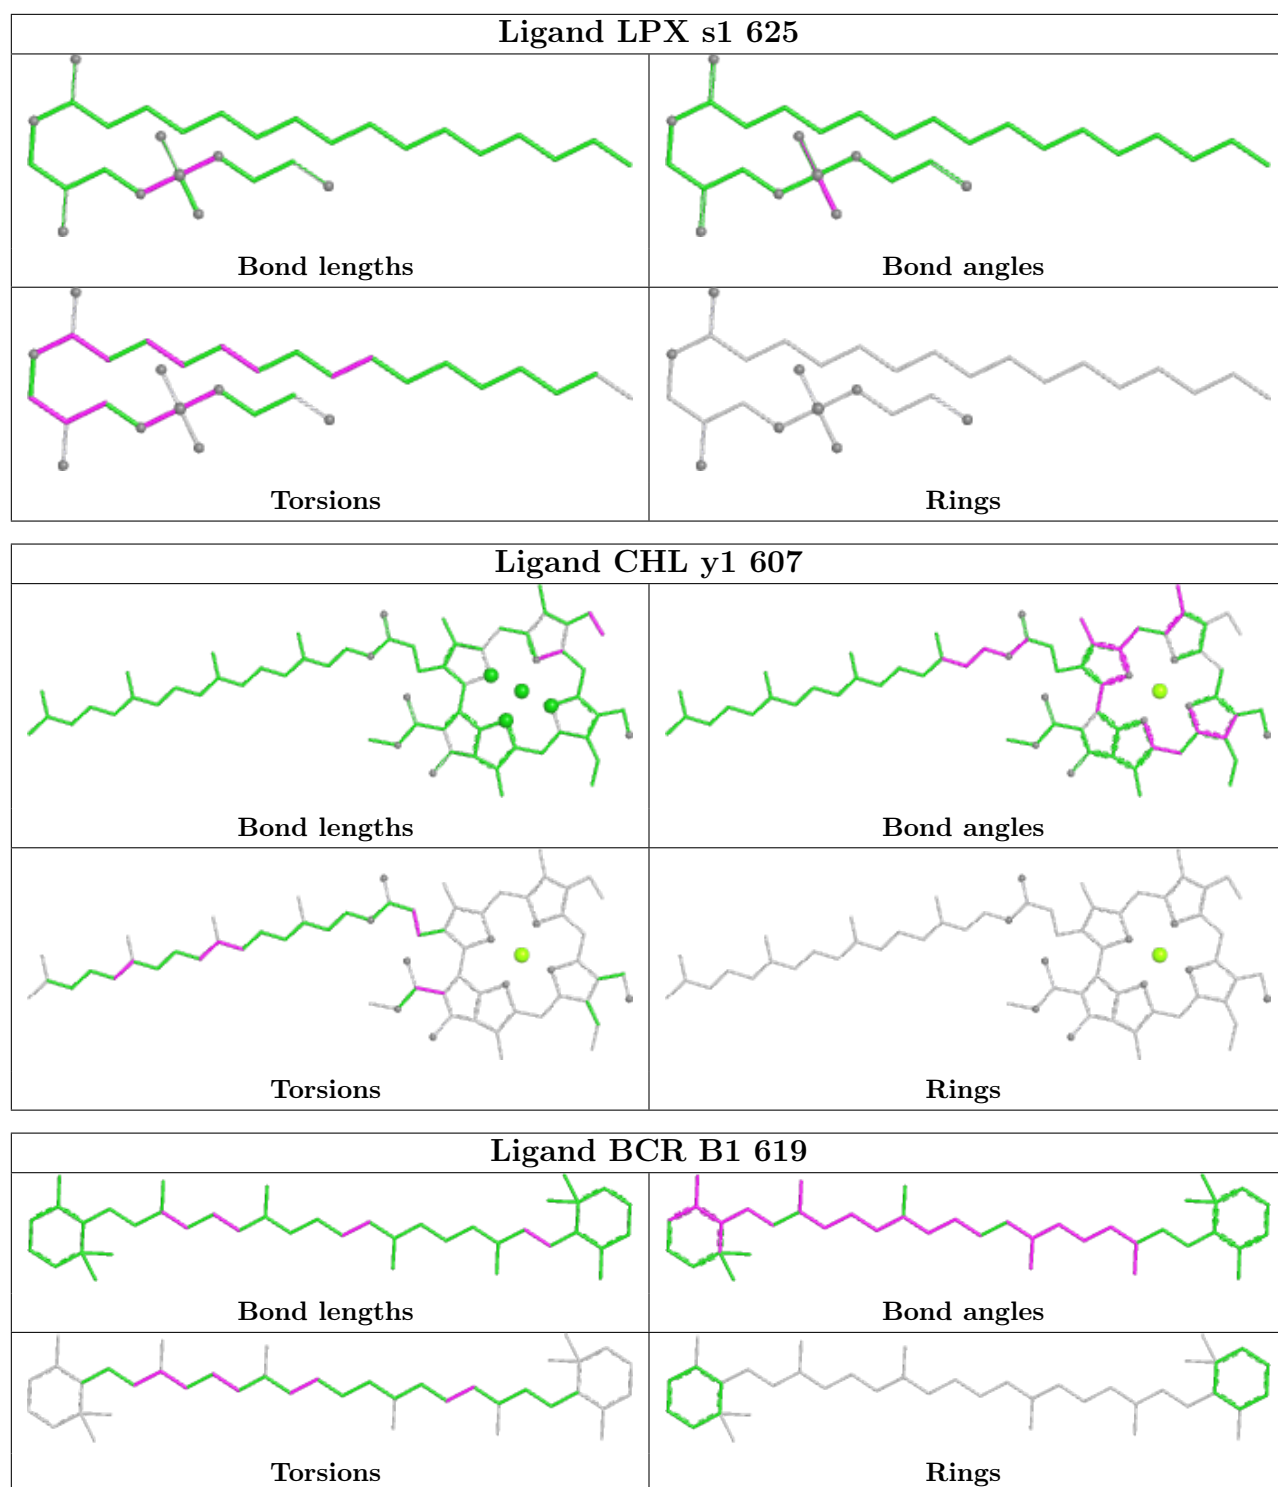 Ligand LPX s1 625
Bond lengths
Bond angles
Torsions
Rings
Ligand CHL y1 607
Bond lengths
Bond angles
Torsions
Rings
Ligand BCR B1 619
Bond lengths
Bond angles
Torsions
Rings